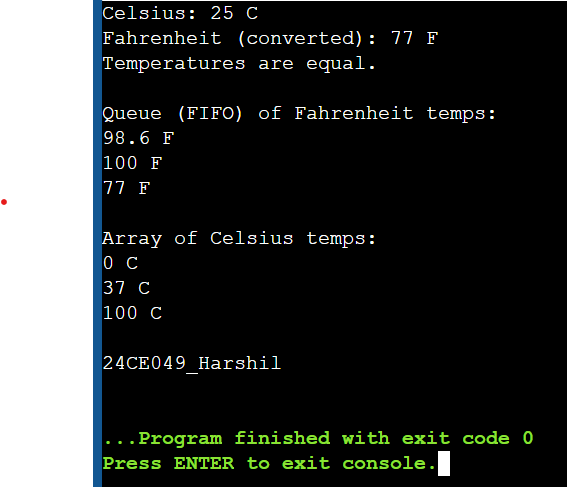 Celsius: 25 C
Fahrenheit (converted): 77 F
Temperatures are equal.
Queue (FIFO) of Fahrenheit temps:
98.6 F
100 F
77 F
Array of Celsius temps:
0 C
37 C
100 C
24CE049_Harshil
...Program finished with exit code 0
Press ENTER to exit console.